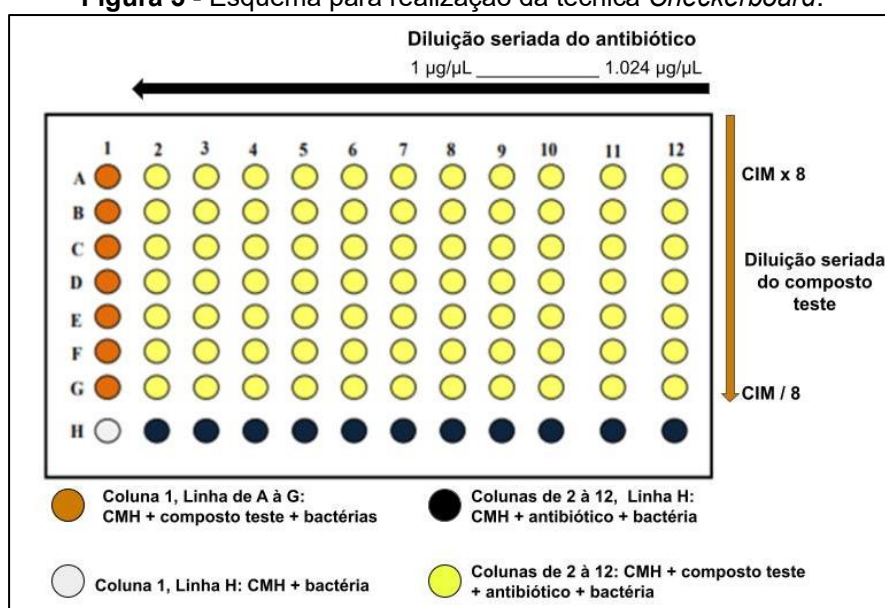 Figura 3 - Esquema para realização da técnica Checkerboard.
Diluição seriada do antibiótico
1 µg/µL ____________ 1.024 µg/µL
1 2 3 4 5 6 7 8 9 10 11 12
A
B
C
D
E
F
G
H
CIM x 8
Diluição seriada
do composto
teste
CIM / 8
Coluna 1, Linha de A à G:
CMH + composto teste + bactérias
Colunas de 2 à 12, Linha H:
CMH + antibiótico + bactéria
Coluna 1, Linha H: CMH + bactéria
Colunas de 2 à 12: CMH + composto teste
+ antibiótico + bactéria